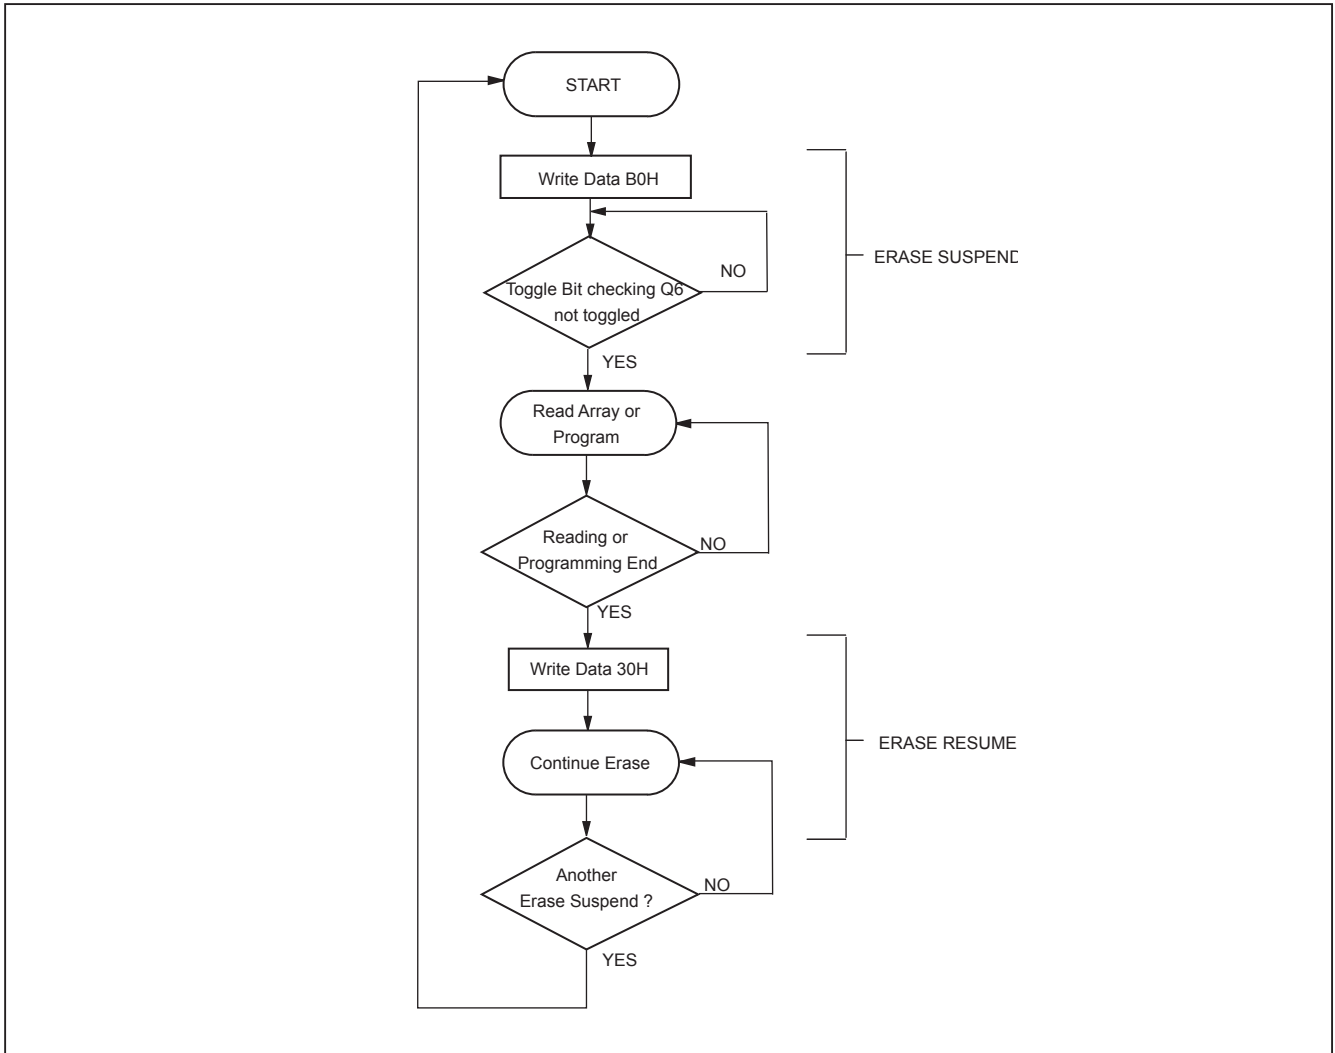 START
Write Data B0H
ERASE SUSPEND
NO
Toggle Bit checking Q6
not toggled
YES
Read Array or
Program
Reading or
Programming End
NO
YES
Write Data 30H
ERASE RESUME
Continue Erase
Another
Erase Suspend ?
NO
YES